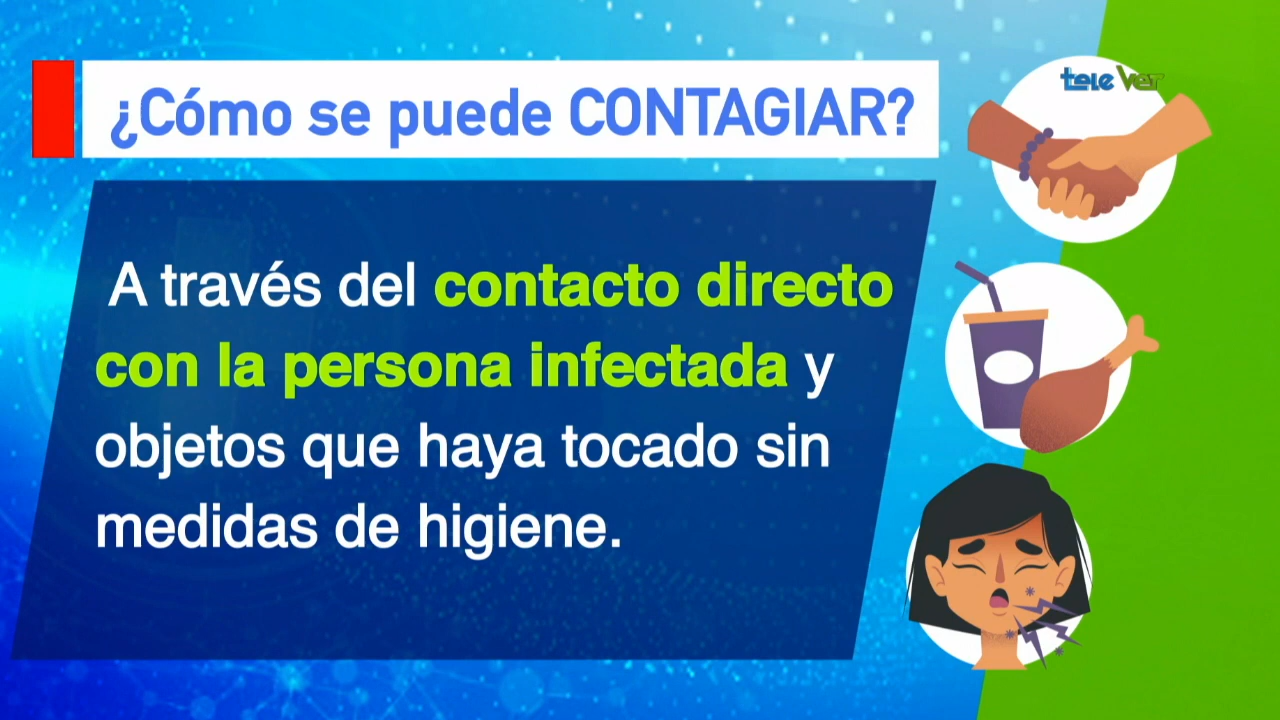 tele Ver
¿Cómo se puede CONTAGIAR?
A través del contacto directo
con la persona infectada y
objetos que haya tocado sin
medidas de higiene.